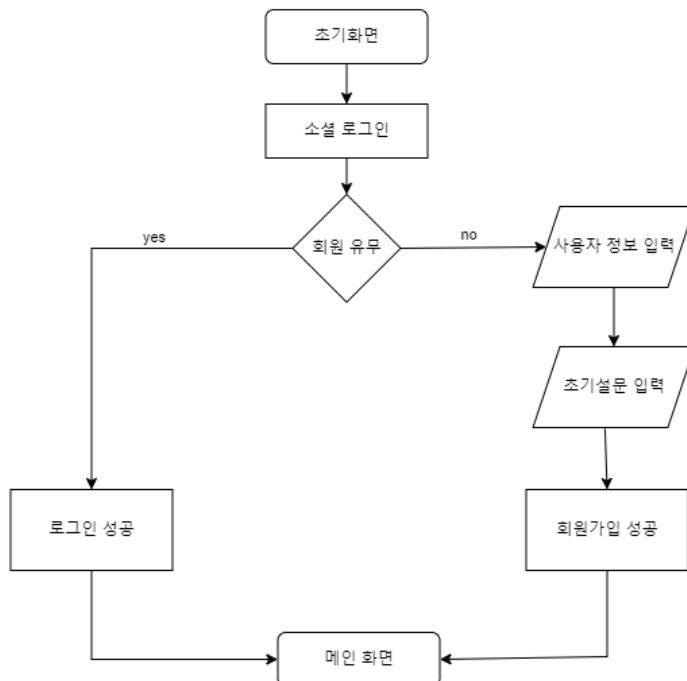 초기화면
소셜 로그인
회원 유무
yes
no
사용자 정보 입력
초기설문 입력
로그인 성공
회원가입 성공
메인 화면